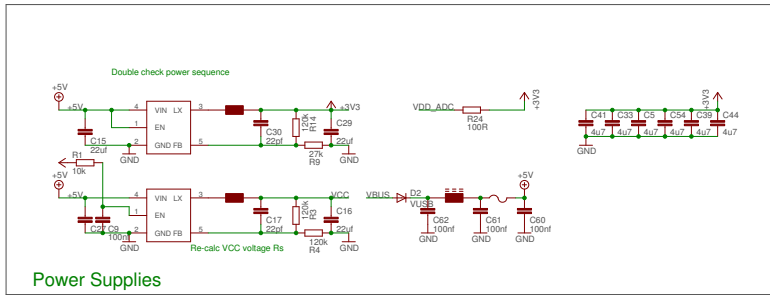 Double check power sequence
+5V
+5V
4
VIN LX
3
1
EN
2
GND FB
5
C15
22uf
GND
C30
22pf
120k
R14
+3V3
C29
22uf
27k
R9
GND
VDD_ADC
R24
100R
+3V3
+3V3
C41
C33
C5
C54
C39
C44
4u7
4u7
4u7
4u7
4u7
4u7
GND
R1
10k
+5V
4
VIN LX
3
1
EN
2
GND FB
5
C27
C9
100nf
GND
C17
22pf
120k
R3
VCC
C16
22uf
120k
R4
GND
Re-calc VCC voltage Rs
VBUS
D2
+5V
C62
100nf
GND
C61
100nf
GND
C60
100nf
GND
Power Supplies